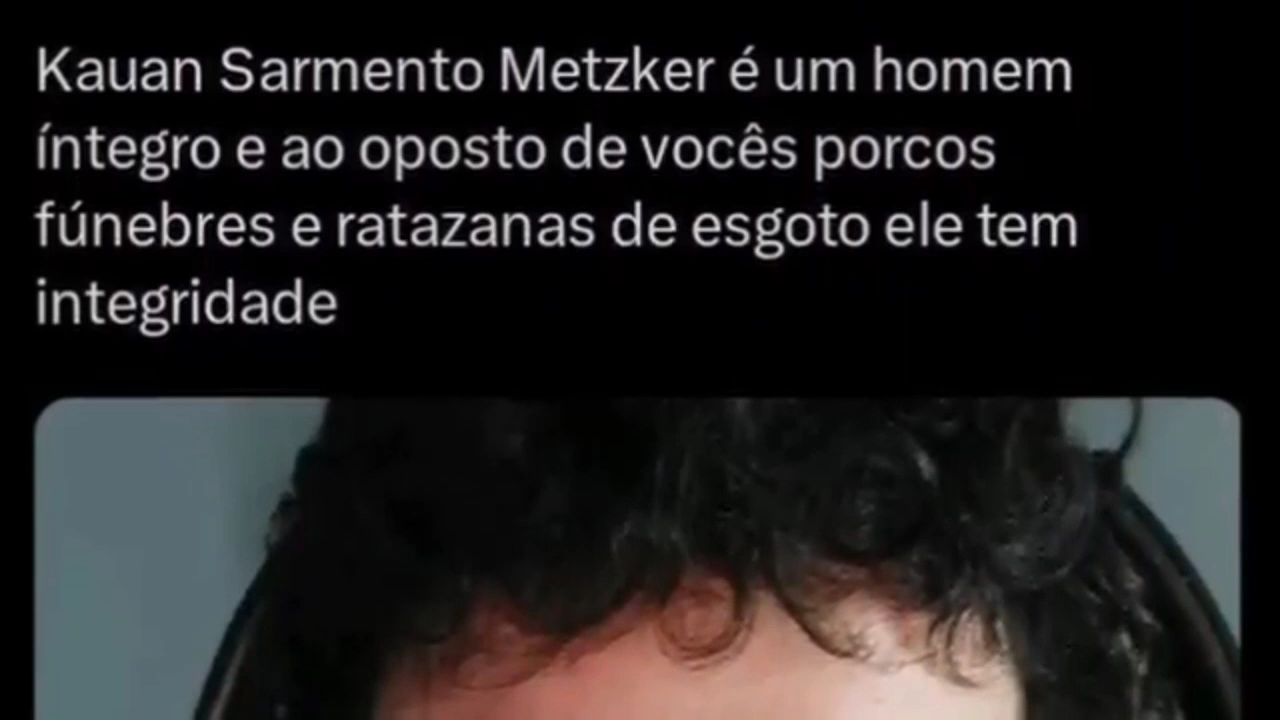 Kauan Sarmento Metzker é um homem
íntegro e ao oposto de vocês porcos
fúnebres e ratazanas de esgoto ele tem
integridade